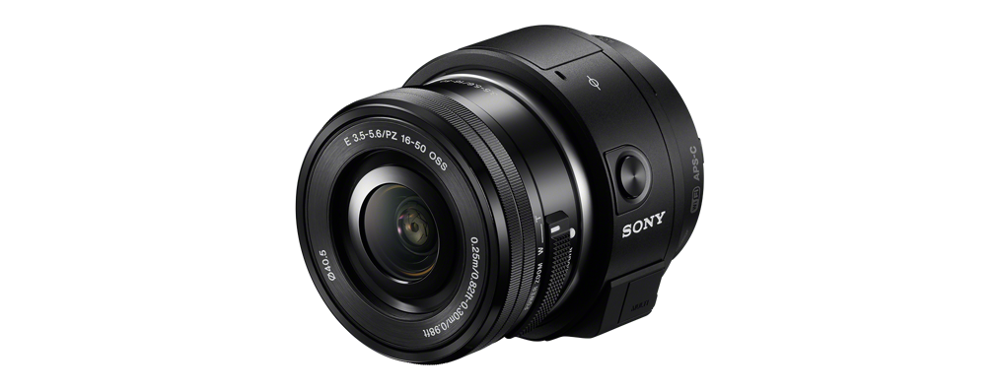 E 3.5-5.6/PZ 16-50 OSS
0.25m/0.82ft-0.30m/0.98ft
Ø40.5
W T
SONY
APS-C